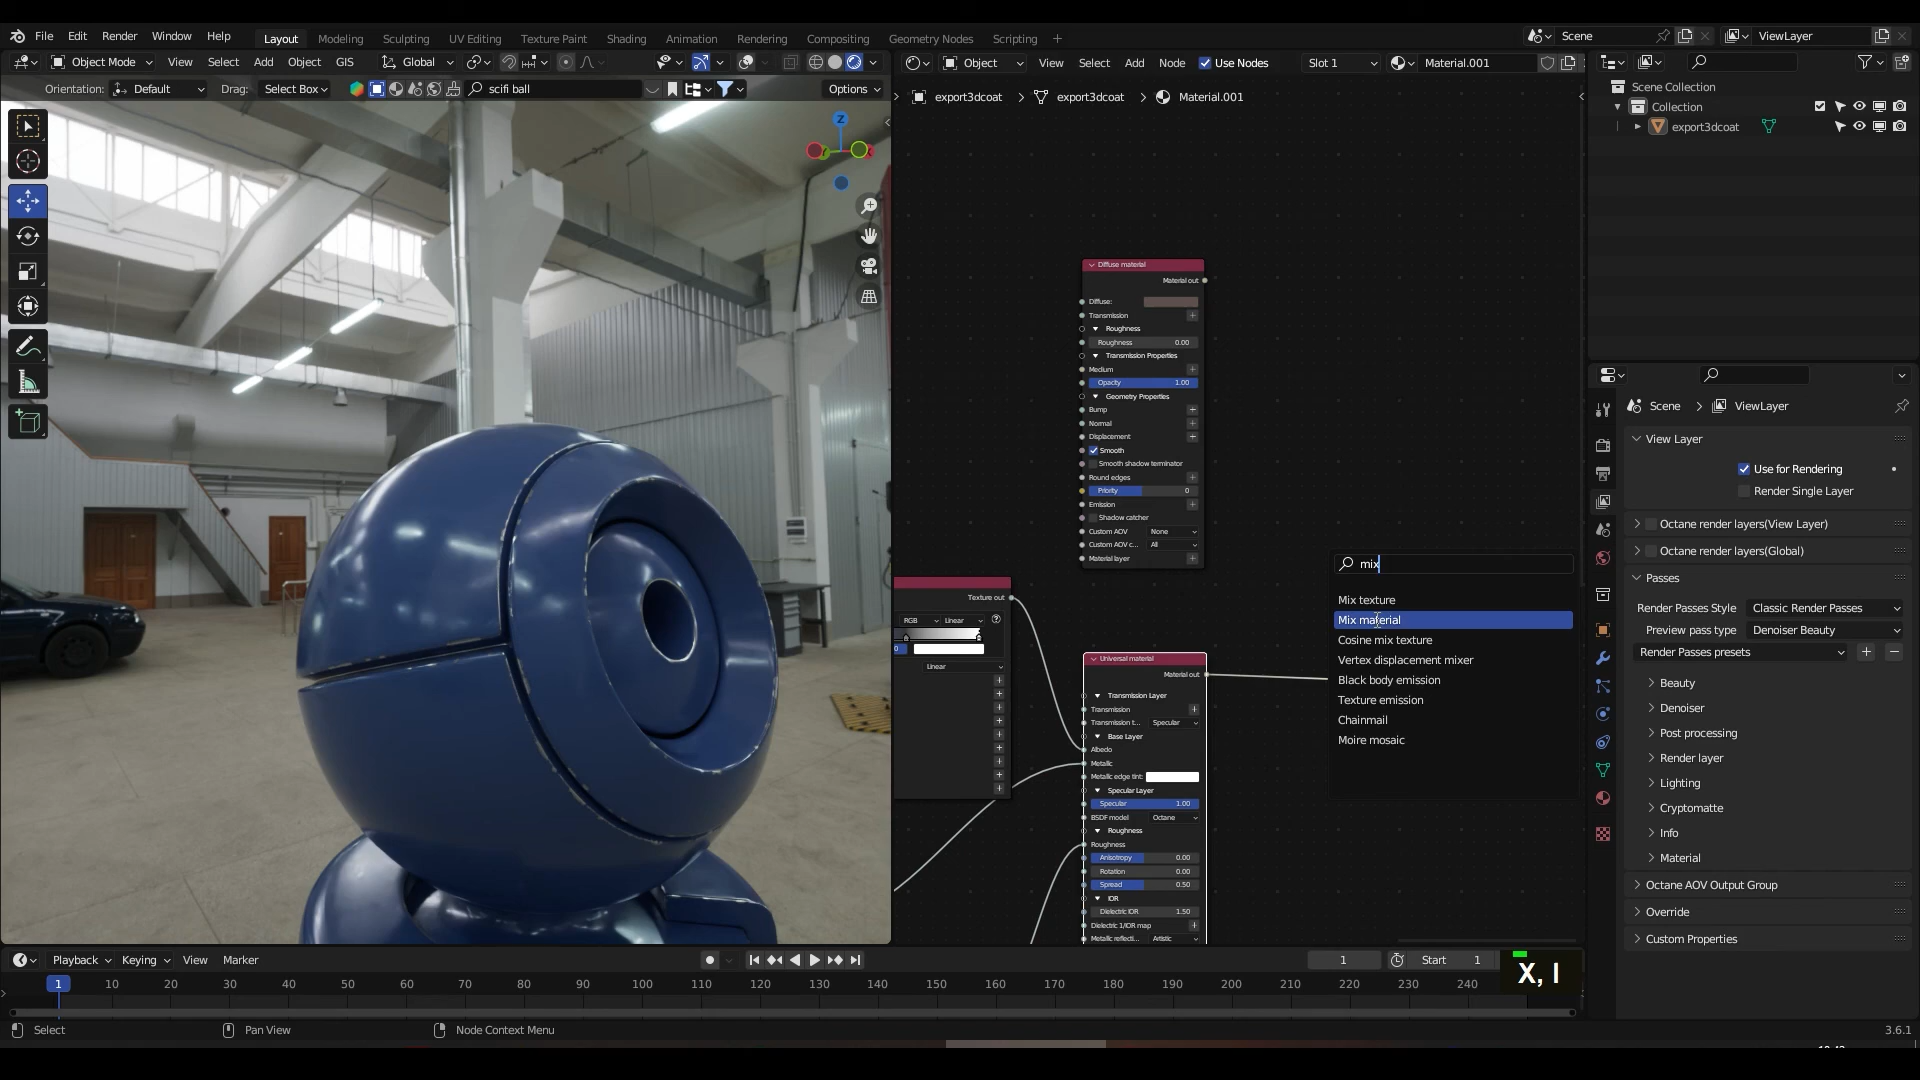 File Edit Render Window Help Layout Modeling Sculpting UV Editing Texture Paint Shading Animation Rendering Compositing Geometry Nodes Scripting + Scene ViewLayer
Object Mode View Select Add Object GIS Global
Object View Select Add Node Use Nodes Slot 1 Material.001
Orientation: Default Drag: Select Box scifi ball Options
export3dcoat > export3dcoat > Material.001
Z
Scene Collection
Collection
export3dcoat
Diffuse material
Material out
Diffuse:
Transmission
Roughness
Roughness 0.00
Transmission Properties
Medium
Opacity 1.00
Geometry Properties
Bump
Normal
Displacement
Smooth
Smooth shadow terminator
Round edges
Priority 0
Emission
Shadow catcher
Custom AOV None
Custom AOV c... All
Material layer
Texture out
RGB Linear
0
Linear
Universal material
Material out
Transmission Layer
Transmission
Transmission t... Specular
Base Layer
Albedo
Metallic
Metallic edge tint:
Specular Layer
Specular 1.00
BSDF model Octane
Roughness
Roughness
Anisotropy 0.00
Rotation 0.00
Spread 0.50
IOR
Dielectric IOR 1.50
Dielectric 1/IOR map
Metallic reflecti... Artistic
mix
Mix texture
Mix material
Cosine mix texture
Vertex displacement mixer
Black body emission
Texture emission
Chainmail
Moire mosaic
Scene > ViewLayer
View Layer
Use for Rendering
Render Single Layer
Octane render layers(View Layer)
Octane render layers(Global)
Passes
Render Passes Style Classic Render Passes
Preview pass type Denoiser Beauty
Render Passes presets
Beauty
Denoiser
Post processing
Render layer
Lighting
Cryptomatte
Info
Material
Octane AOV Output Group
Override
Custom Properties
Playback Keying View Marker 1 Start 1
1 10 20 30 40 50 60 70 80 90 100 110 120 130 140 150 160 170 180 190 200 210 220 230 240
X, I
Select Pan View Node Context Menu 3.6.1